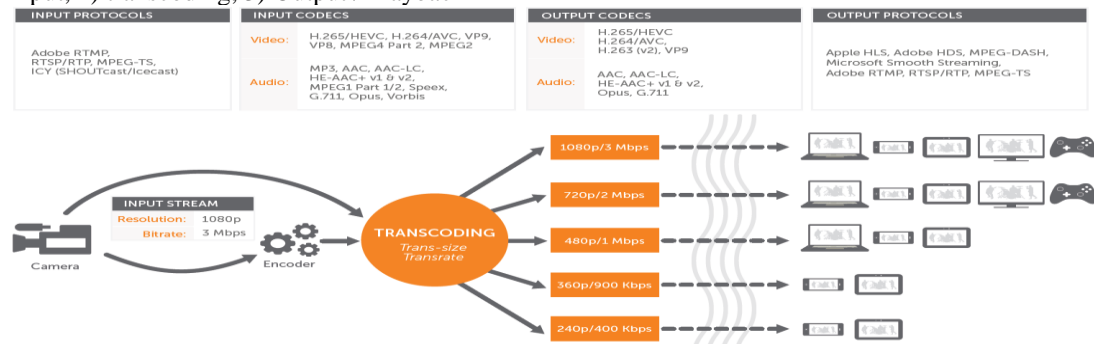 INPUT PROTOCOLS
Adobe RTMP,
RTSP/RTP, MPEG-TS,
ICY (SHOUTcast/Icecast)
INPUT CODECS
Video: H.265/HEVC, H.264/AVC, VP9,
VP8, MPEG4 Part 2, MPEG2
Audio: MP3, AAC, AAC-LC,
HE-AAC+ v1 & v2,
MPEG1 Part 1/2, Speex,
G.711, Opus, Vorbis
OUTPUT CODECS
Video: H.265/HEVC
H.264/AVC,
H.263 (v2), VP9
Audio: AAC, AAC-LC,
HE-AAC+ v1 & v2,
Opus, G.711
OUTPUT PROTOCOLS
Apple HLS, Adobe HDS, MPEG-DASH,
Microsoft Smooth Streaming,
Adobe RTMP, RTSP/RTP, MPEG-TS
INPUT STREAM
Resolution: 1080p
Bitrate: 3 Mbps
Camera
Encoder
TRANSCODING
Trans-size
Transrate
1080p/3 Mbps
720p/2 Mbps
480p/1 Mbps
360p/900 Kbps
240p/400 Kbps